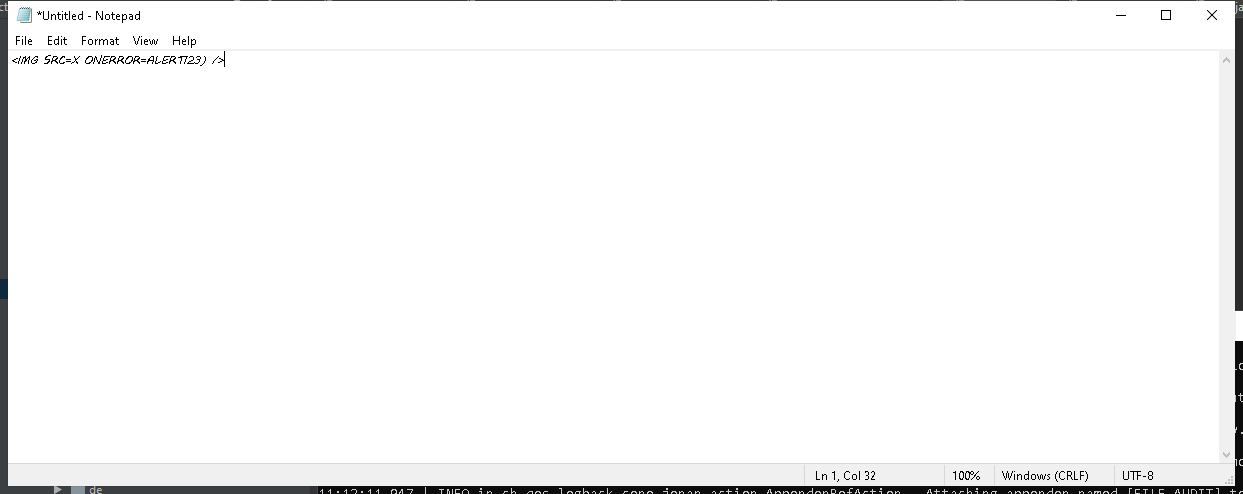 *Untitled - Notepad
File Edit Format View Help
<IMG SRC=X ONERROR=ALERT123) />
Ln 1, Col 32 100% Windows (CRLF) UTF-8
de
11:12:11,947 | INFO in ch.qos.logback.core.joran.action.AppenderRefAction - Attaching appender named [FILE_AUDIT] t